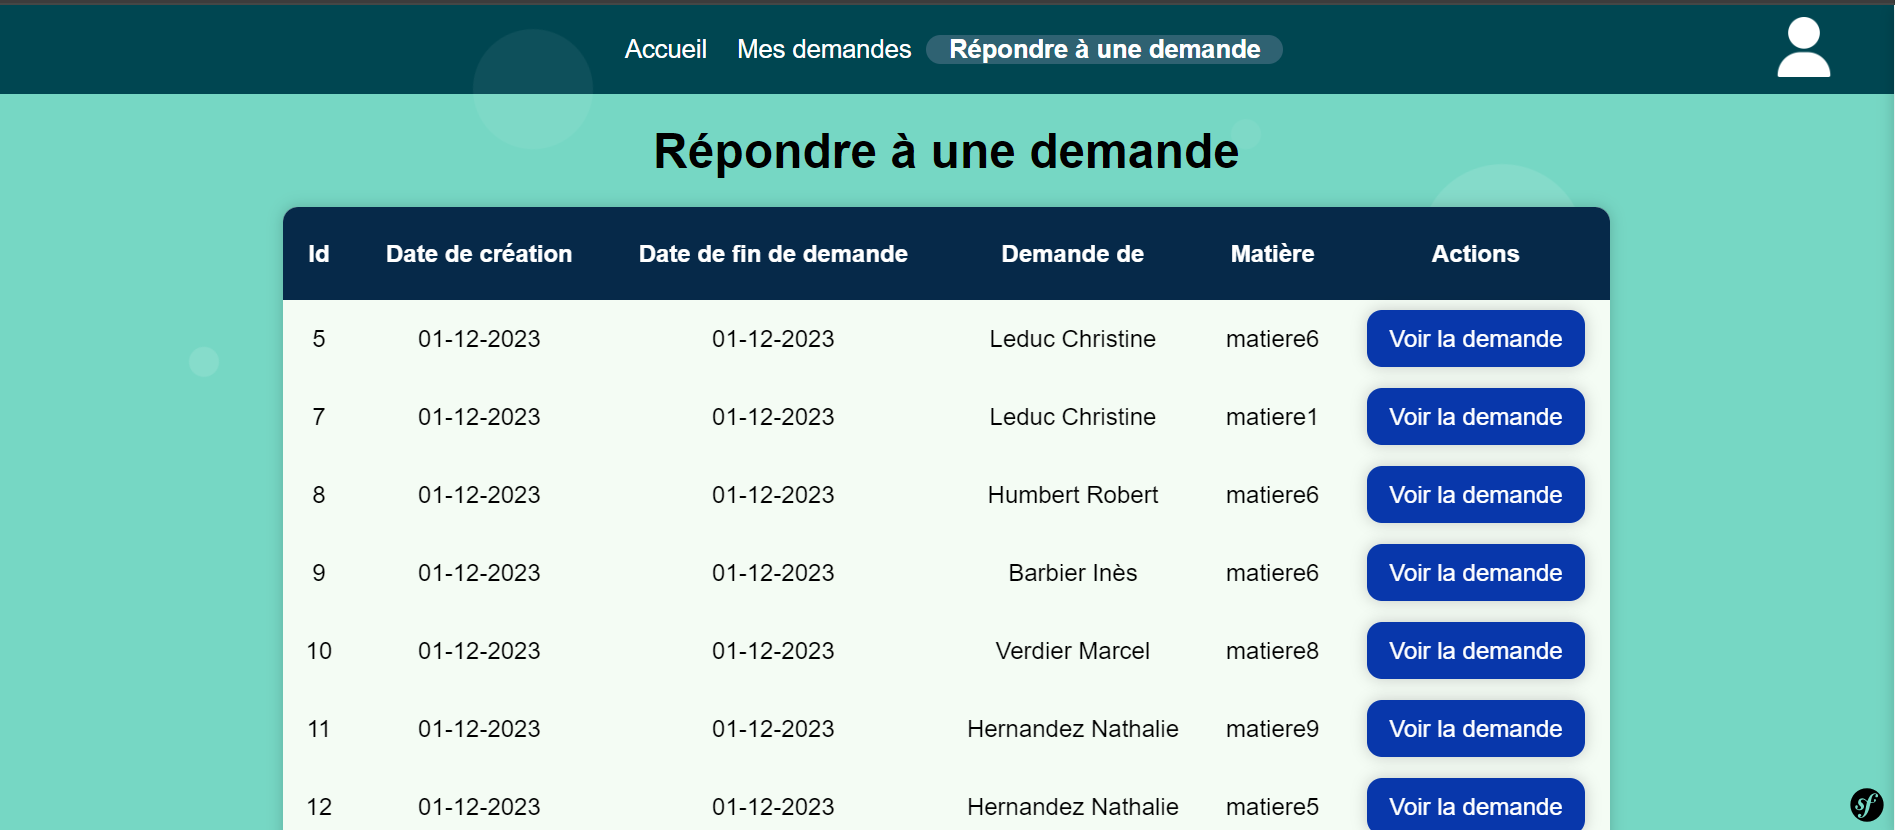 Accueil Mes demandes Répondre à une demande
Répondre à une demande
Id Date de création Date de fin de demande Demande de Matière Actions
5 01-12-2023 01-12-2023 Leduc Christine matiere6 Voir la demande
7 01-12-2023 01-12-2023 Leduc Christine matiere1 Voir la demande
8 01-12-2023 01-12-2023 Humbert Robert matiere6 Voir la demande
9 01-12-2023 01-12-2023 Barbier Inès matiere6 Voir la demande
10 01-12-2023 01-12-2023 Verdier Marcel matiere8 Voir la demande
11 01-12-2023 01-12-2023 Hernandez Nathalie matiere9 Voir la demande
12 01-12-2023 01-12-2023 Hernandez Nathalie matiere5 Voir la demande
sf